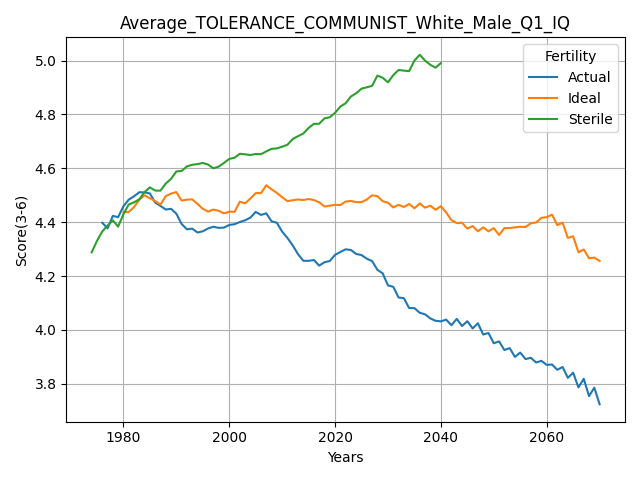 Average_TOLERANCE_COMMUNIST_White_Male_Q1_IQ
Score(3-6)
5.0
4.8
4.6
4.4
4.2
4.0
3.8
Fertility
Actual
Ideal
Sterile
1980
2000
2020
2040
2060
Years